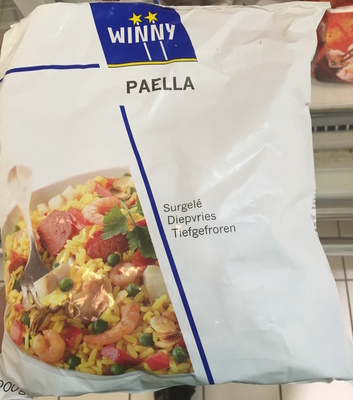 WINNY
PAELLA
Surgelé
Diepvries
Tiefgefroren